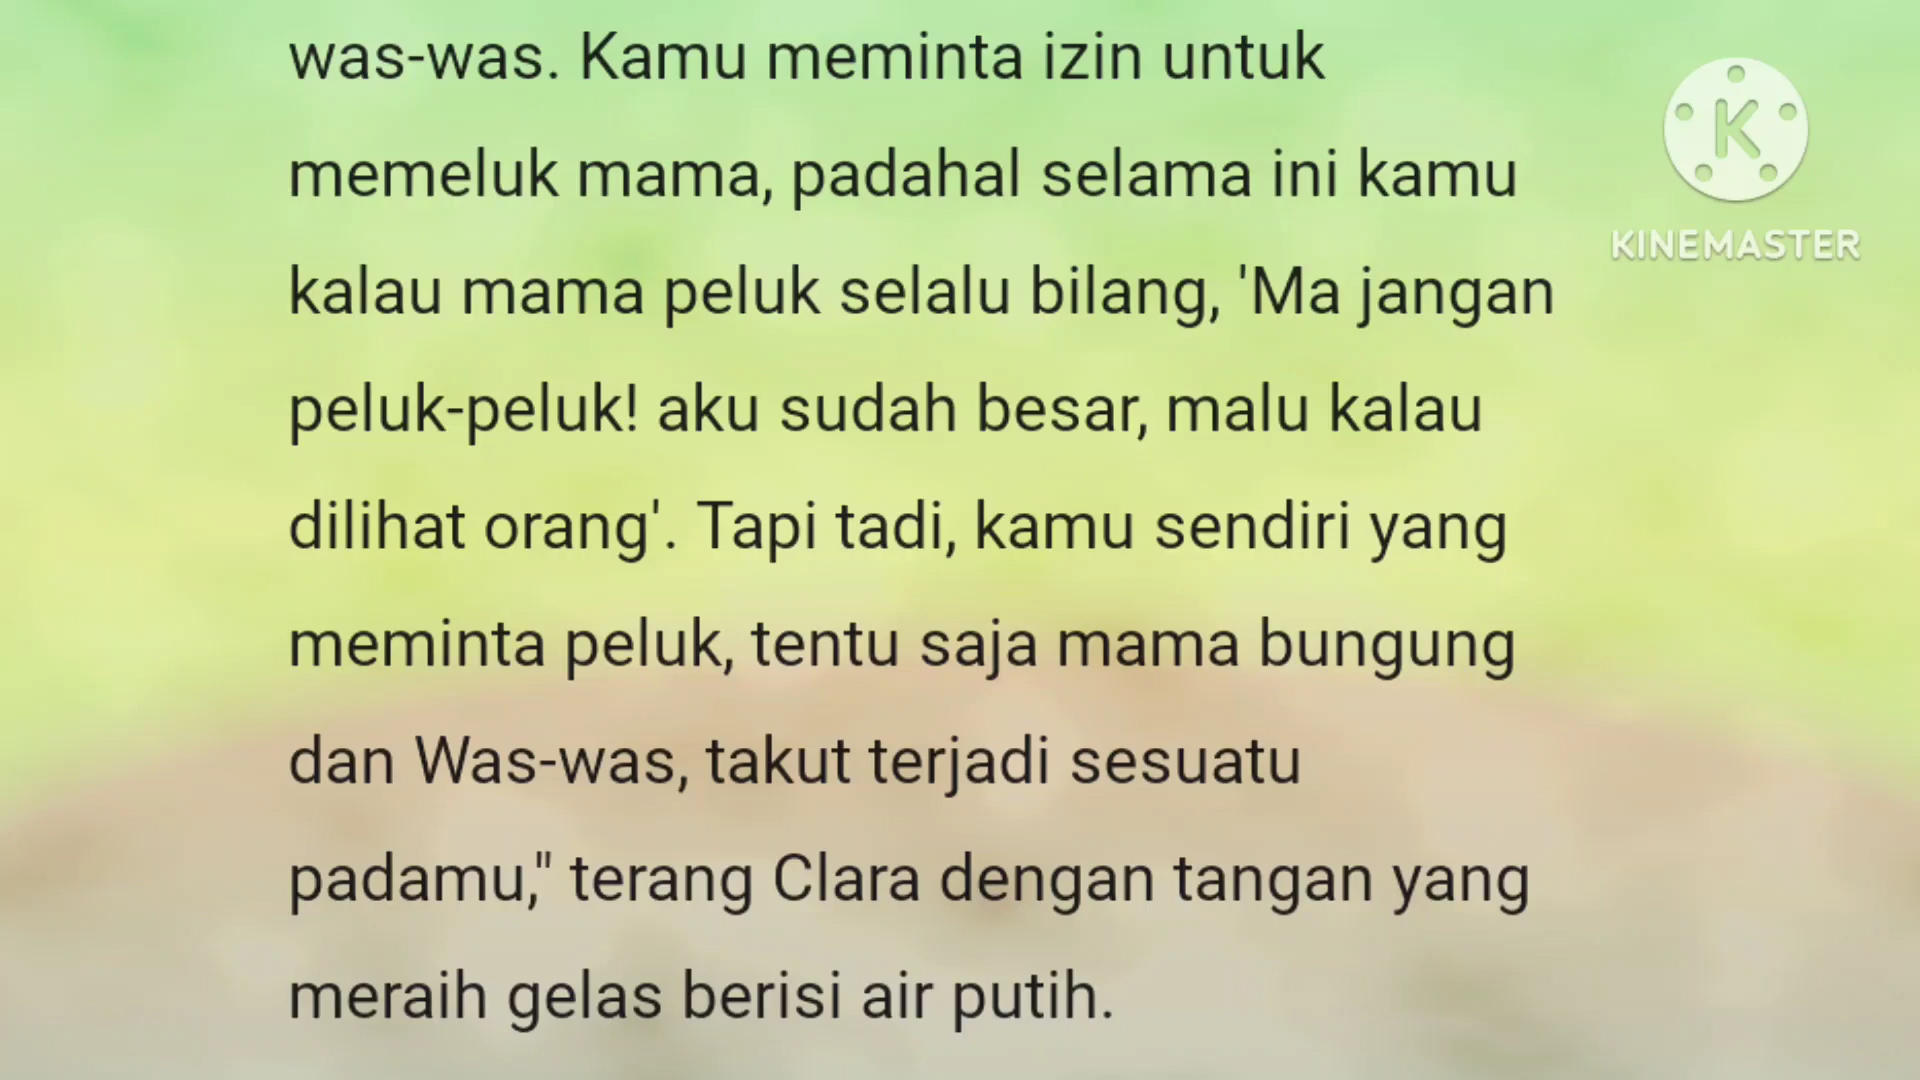 was-was. Kamu meminta izin untuk
memeluk mama, padahal selama ini kamu
kalau mama peluk selalu bilang, 'Ma jangan
peluk-peluk! aku sudah besar, malu kalau
dilihat orang'. Tapi tadi, kamu sendiri yang
meminta peluk, tentu saja mama bungung
dan Was-was, takut terjadi sesuatu
padamu," terang Clara dengan tangan yang
meraih gelas berisi air putih.
K
KINEMASTER